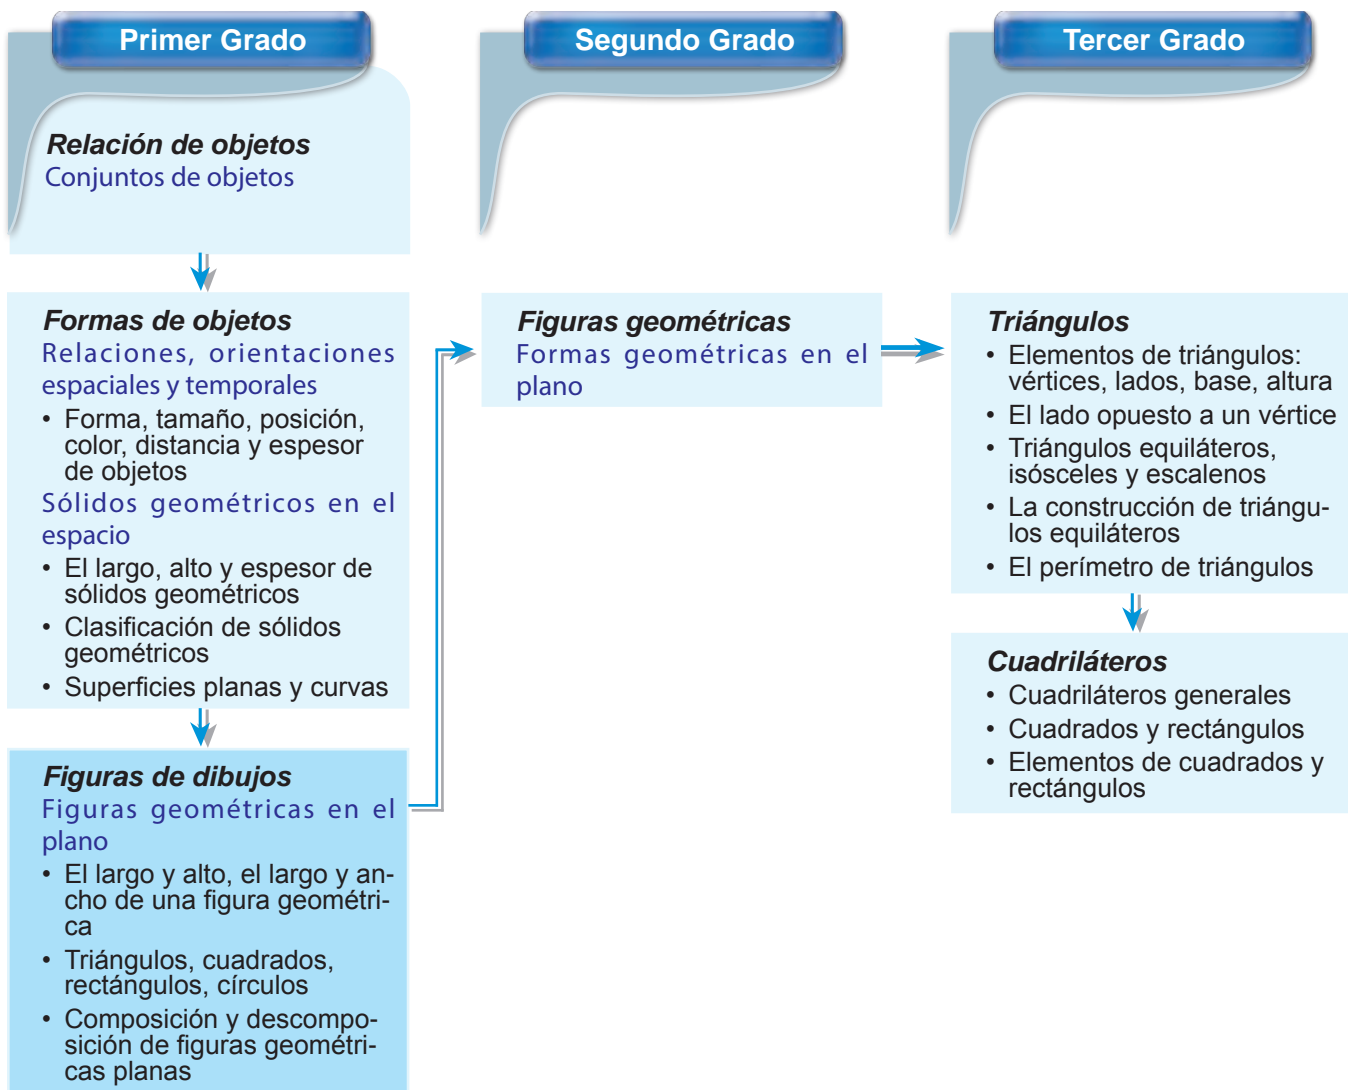 Primer Grado
Relación de objetos
Conjuntos de objetos
Formas de objetos
Relaciones, orientaciones
espaciales y temporales
• Forma, tamaño, posición,
color, distancia y espesor
de objetos
Sólidos geométricos en el
espacio
• El largo, alto y espesor de
sólidos geométricos
• Clasificación de sólidos
geométricos
• Superficies planas y curvas
Figuras de dibujos
Figuras geométricas en el
plano
• El largo y alto, el largo y an-
cho de una figura geométri-
ca
• Triángulos, cuadrados,
rectángulos, círculos
• Composición y descompo-
sición de figuras geométri-
cas planas
Segundo Grado
Figuras geométricas
Formas geométricas en el
plano
Tercer Grado
Triángulos
• Elementos de triángulos:
vértices, lados, base, altura
• El lado opuesto a un vértice
• Triángulos equiláteros,
isósceles y escalenos
• La construcción de triángu-
los equiláteros
• El perímetro de triángulos
Cuadriláteros
• Cuadriláteros generales
• Cuadrados y rectángulos
• Elementos de cuadrados y
rectángulos